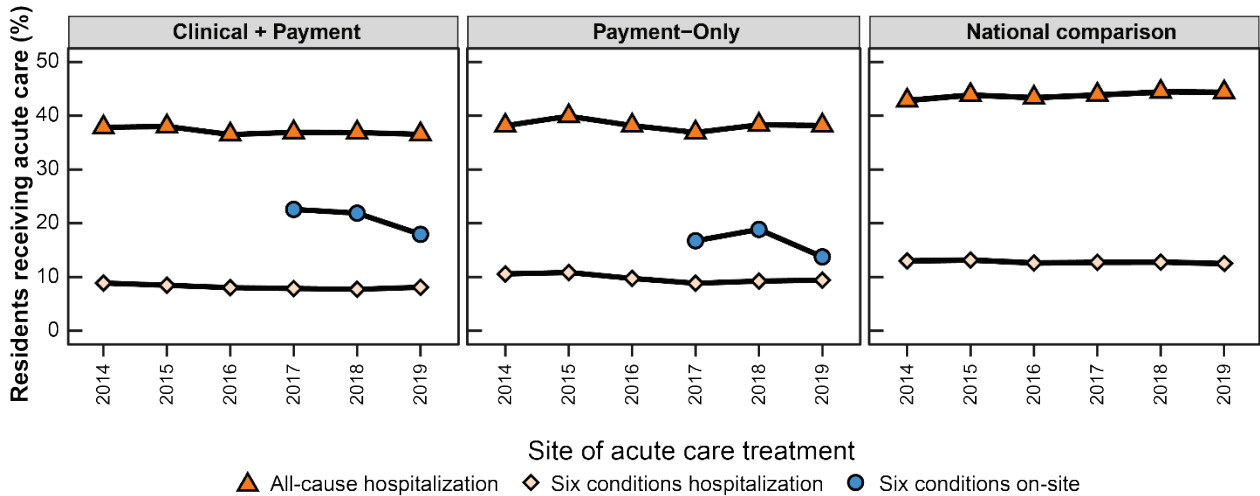 Residents receiving acute care (%)
Clinical + Payment
Payment−Only
National comparison
50
40
30
20
10
0
2014 2015 2016 2017 2018 2019
2014 2015 2016 2017 2018 2019
2014 2015 2016 2017 2018 2019
Site of acute care treatment
All-cause hospitalization Six conditions hospitalization Six conditions on-site